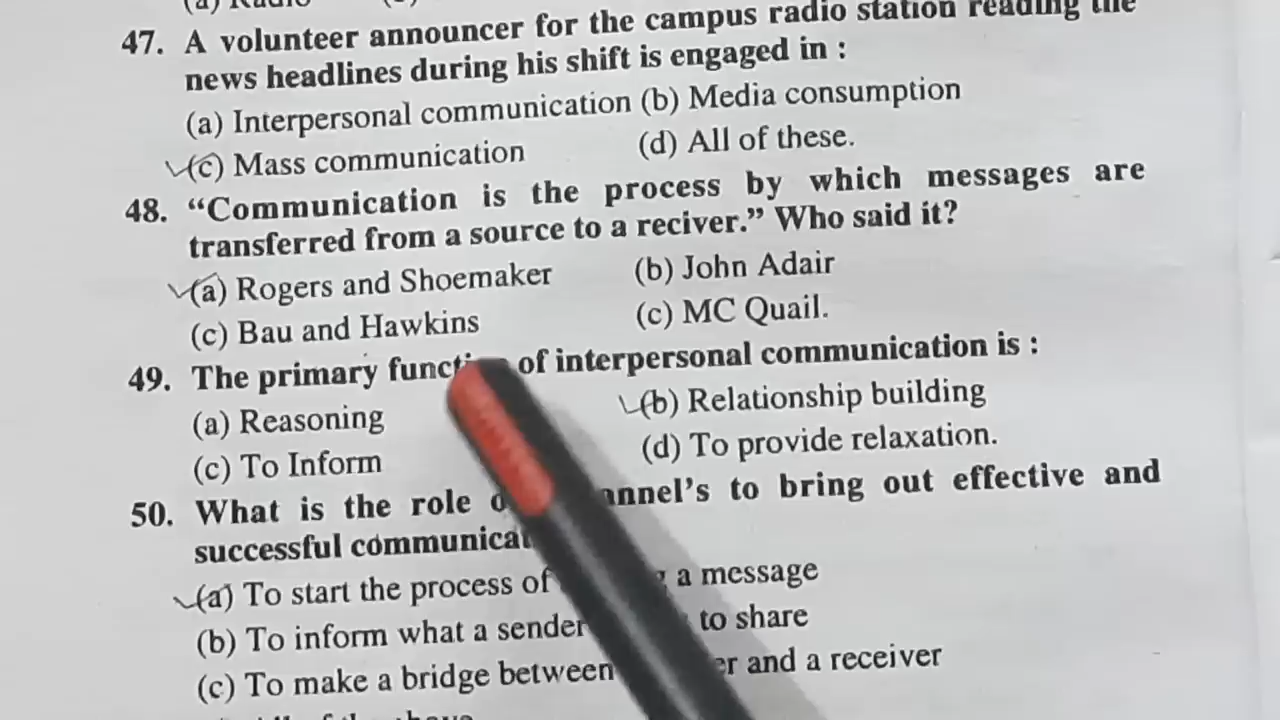 (a) Radio
47. A volunteer announcer for the campus radio station reading the
news headlines during his shift is engaged in :
(a) Interpersonal communication (b) Media consumption
(c) Mass communication (d) All of these.
48. “Communication is the process by which messages are
transferred from a source to a reciver.” Who said it?
(a) Rogers and Shoemaker (b) John Adair
(c) Bau and Hawkins (c) MC Quail.
49. The primary function of interpersonal communication is :
(a) Reasoning (b) Relationship building
(c) To Inform (d) To provide relaxation.
50. What is the role annel’s to bring out effective and
successful communicat
(a) To start the process of a message
(b) To inform what a sender to share
(c) To make a bridge between er and a receiver